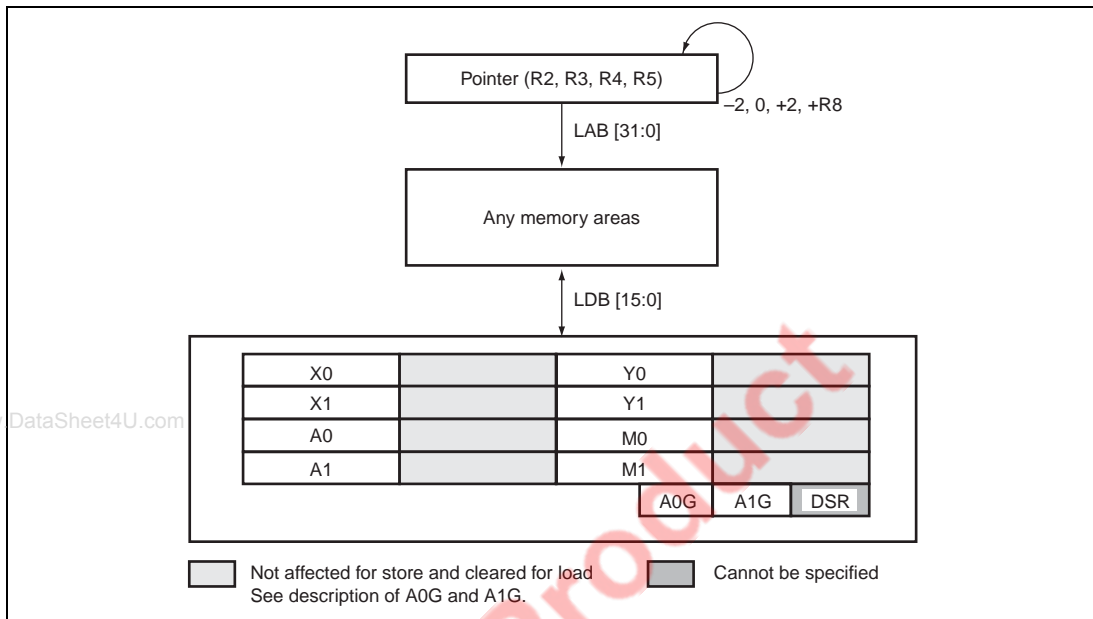 Pointer (R2, R3, R4, R5)
–2, 0, +2, +R8
LAB [31:0]
Any memory areas
LDB [15:0]
X0 Y0
X1 Y1
A0 M0
A1 M1
A0G A1G DSR
Not affected for store and cleared for load
See description of A0G and A1G.
Cannot be specified
.DataSheet4U.com
Product